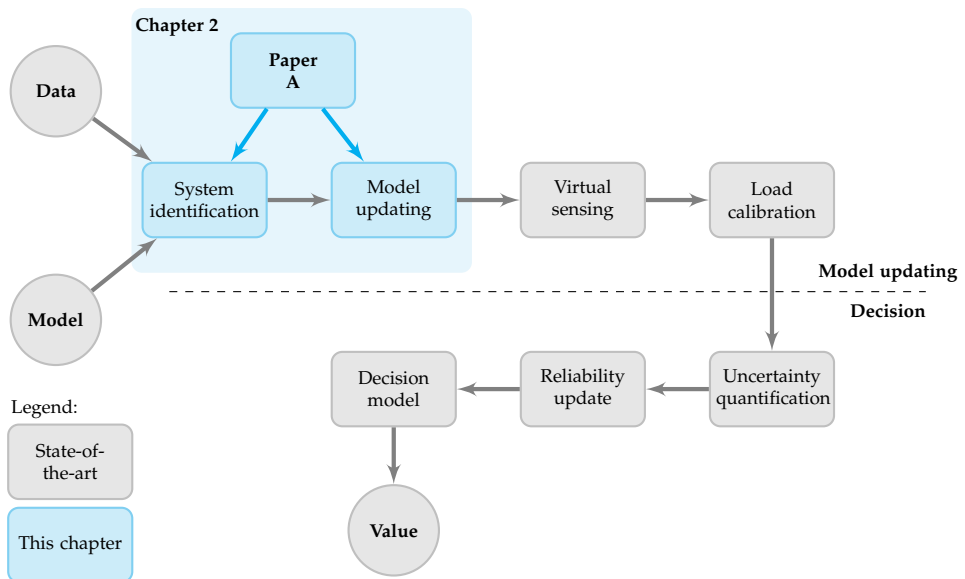 Chapter 2
Paper
A
Data
System
identification
Model
updating
Virtual
sensing
Load
calibration
Model
Model updating
Decision
Decision
model
Reliability
update
Uncertainty
quantification
Legend:
State-of-
the-art
This chapter
Value